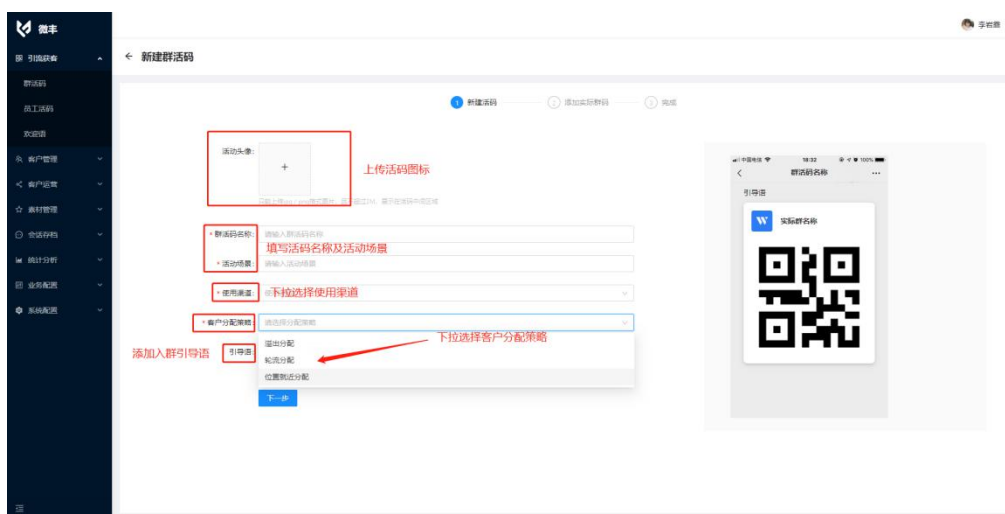 微丰
李岩鹿
引流获客
新建群活码
群活码
员工活码
欢迎语
客户管理
客户运营
素材管理
会话存档
统计分析
业务配置
系统配置
1 新建活码
2 添加实际群码
3 完成
活动头像:
上传活码图标
* 群活码名称: 请输入群活码名称
填写活码名称及活动场景
* 活动场景: 请输入活动场景
* 使用渠道:
下拉选择使用渠道
* 客户分配策略: 请选择分配策略
下拉选择客户分配策略
添加入群引导语
引导语:
溢出分配
轮流分配
位置就近分配
下一步
中国电信 18:32 100%
群活码名称
引导语
W 实际群名称